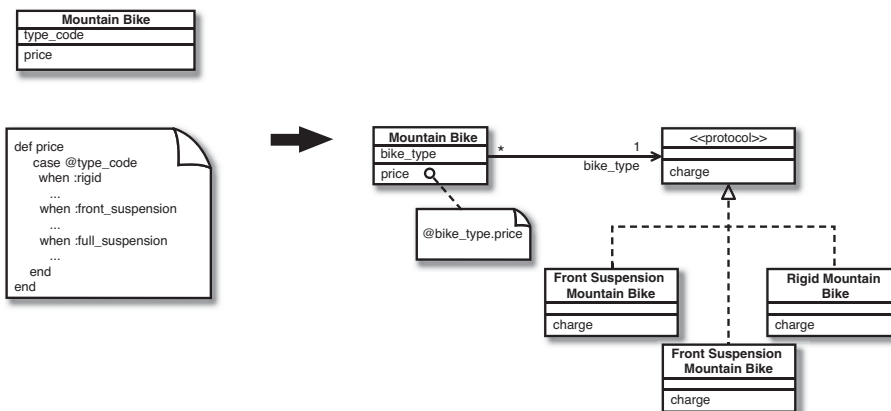 Mountain Bike
type_code
price
def price
case @type_code
when :rigid
...
when :front_suspension
...
when :full_suspension
...
end
end
Mountain Bike
bike_type
price
@bike_type.price
*
1
bike_type
<<protocol>>
charge
Front Suspension
Mountain Bike
charge
Rigid Mountain
Bike
charge
Front Suspension
Mountain Bike
charge